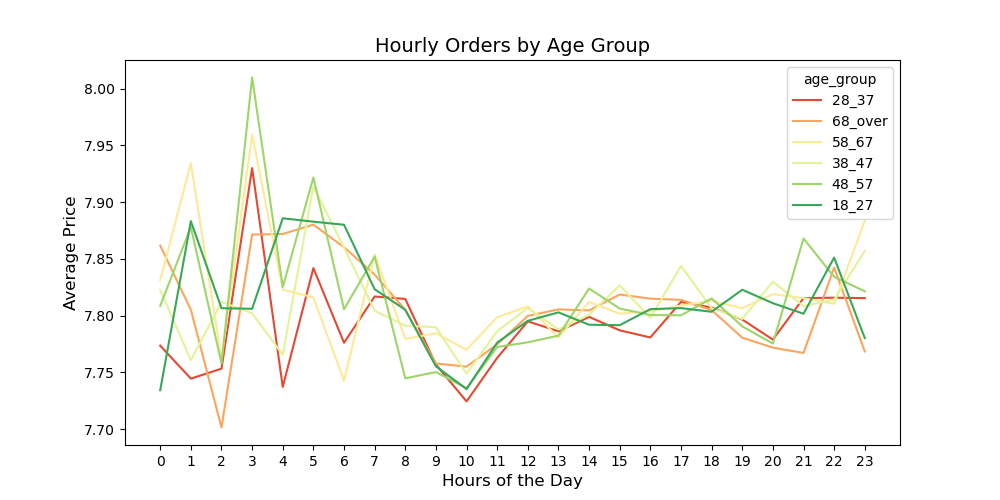 Hourly Orders by Age Group
age_group
28_37
68_over
58_67
38_47
48_57
18_27
Average Price
8.00
7.95
7.90
7.85
7.80
7.75
7.70
0 1 2 3 4 5 6 7 8 9 10 11 12 13 14 15 16 17 18 19 20 21 22 23
Hours of the Day